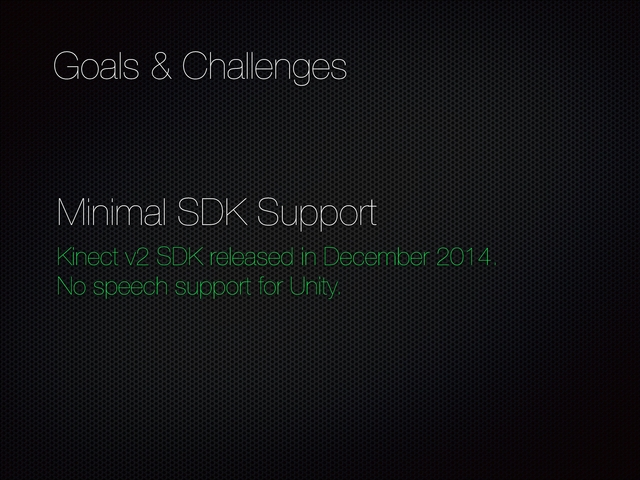 Goals & Challenges
Minimal SDK Support
Kinect v2 SDK released in December 2014.
No speech support for Unity.